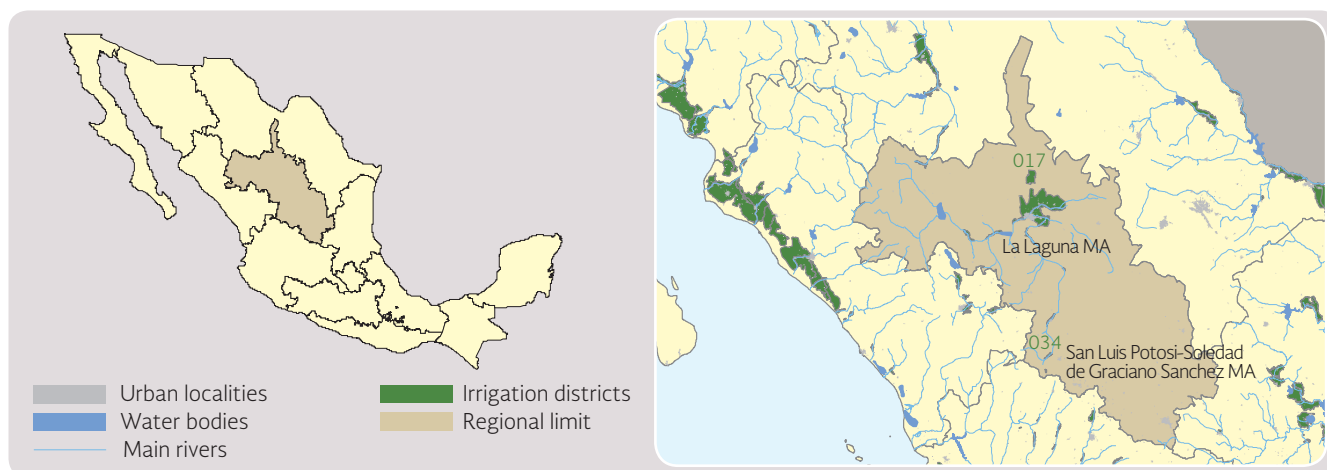 017
La Laguna MA
034
San Luis Potosi-Soledad
de Graciano Sanchez MA
Urban localities
Water bodies
Main rivers
Irrigation districts
Regional limit